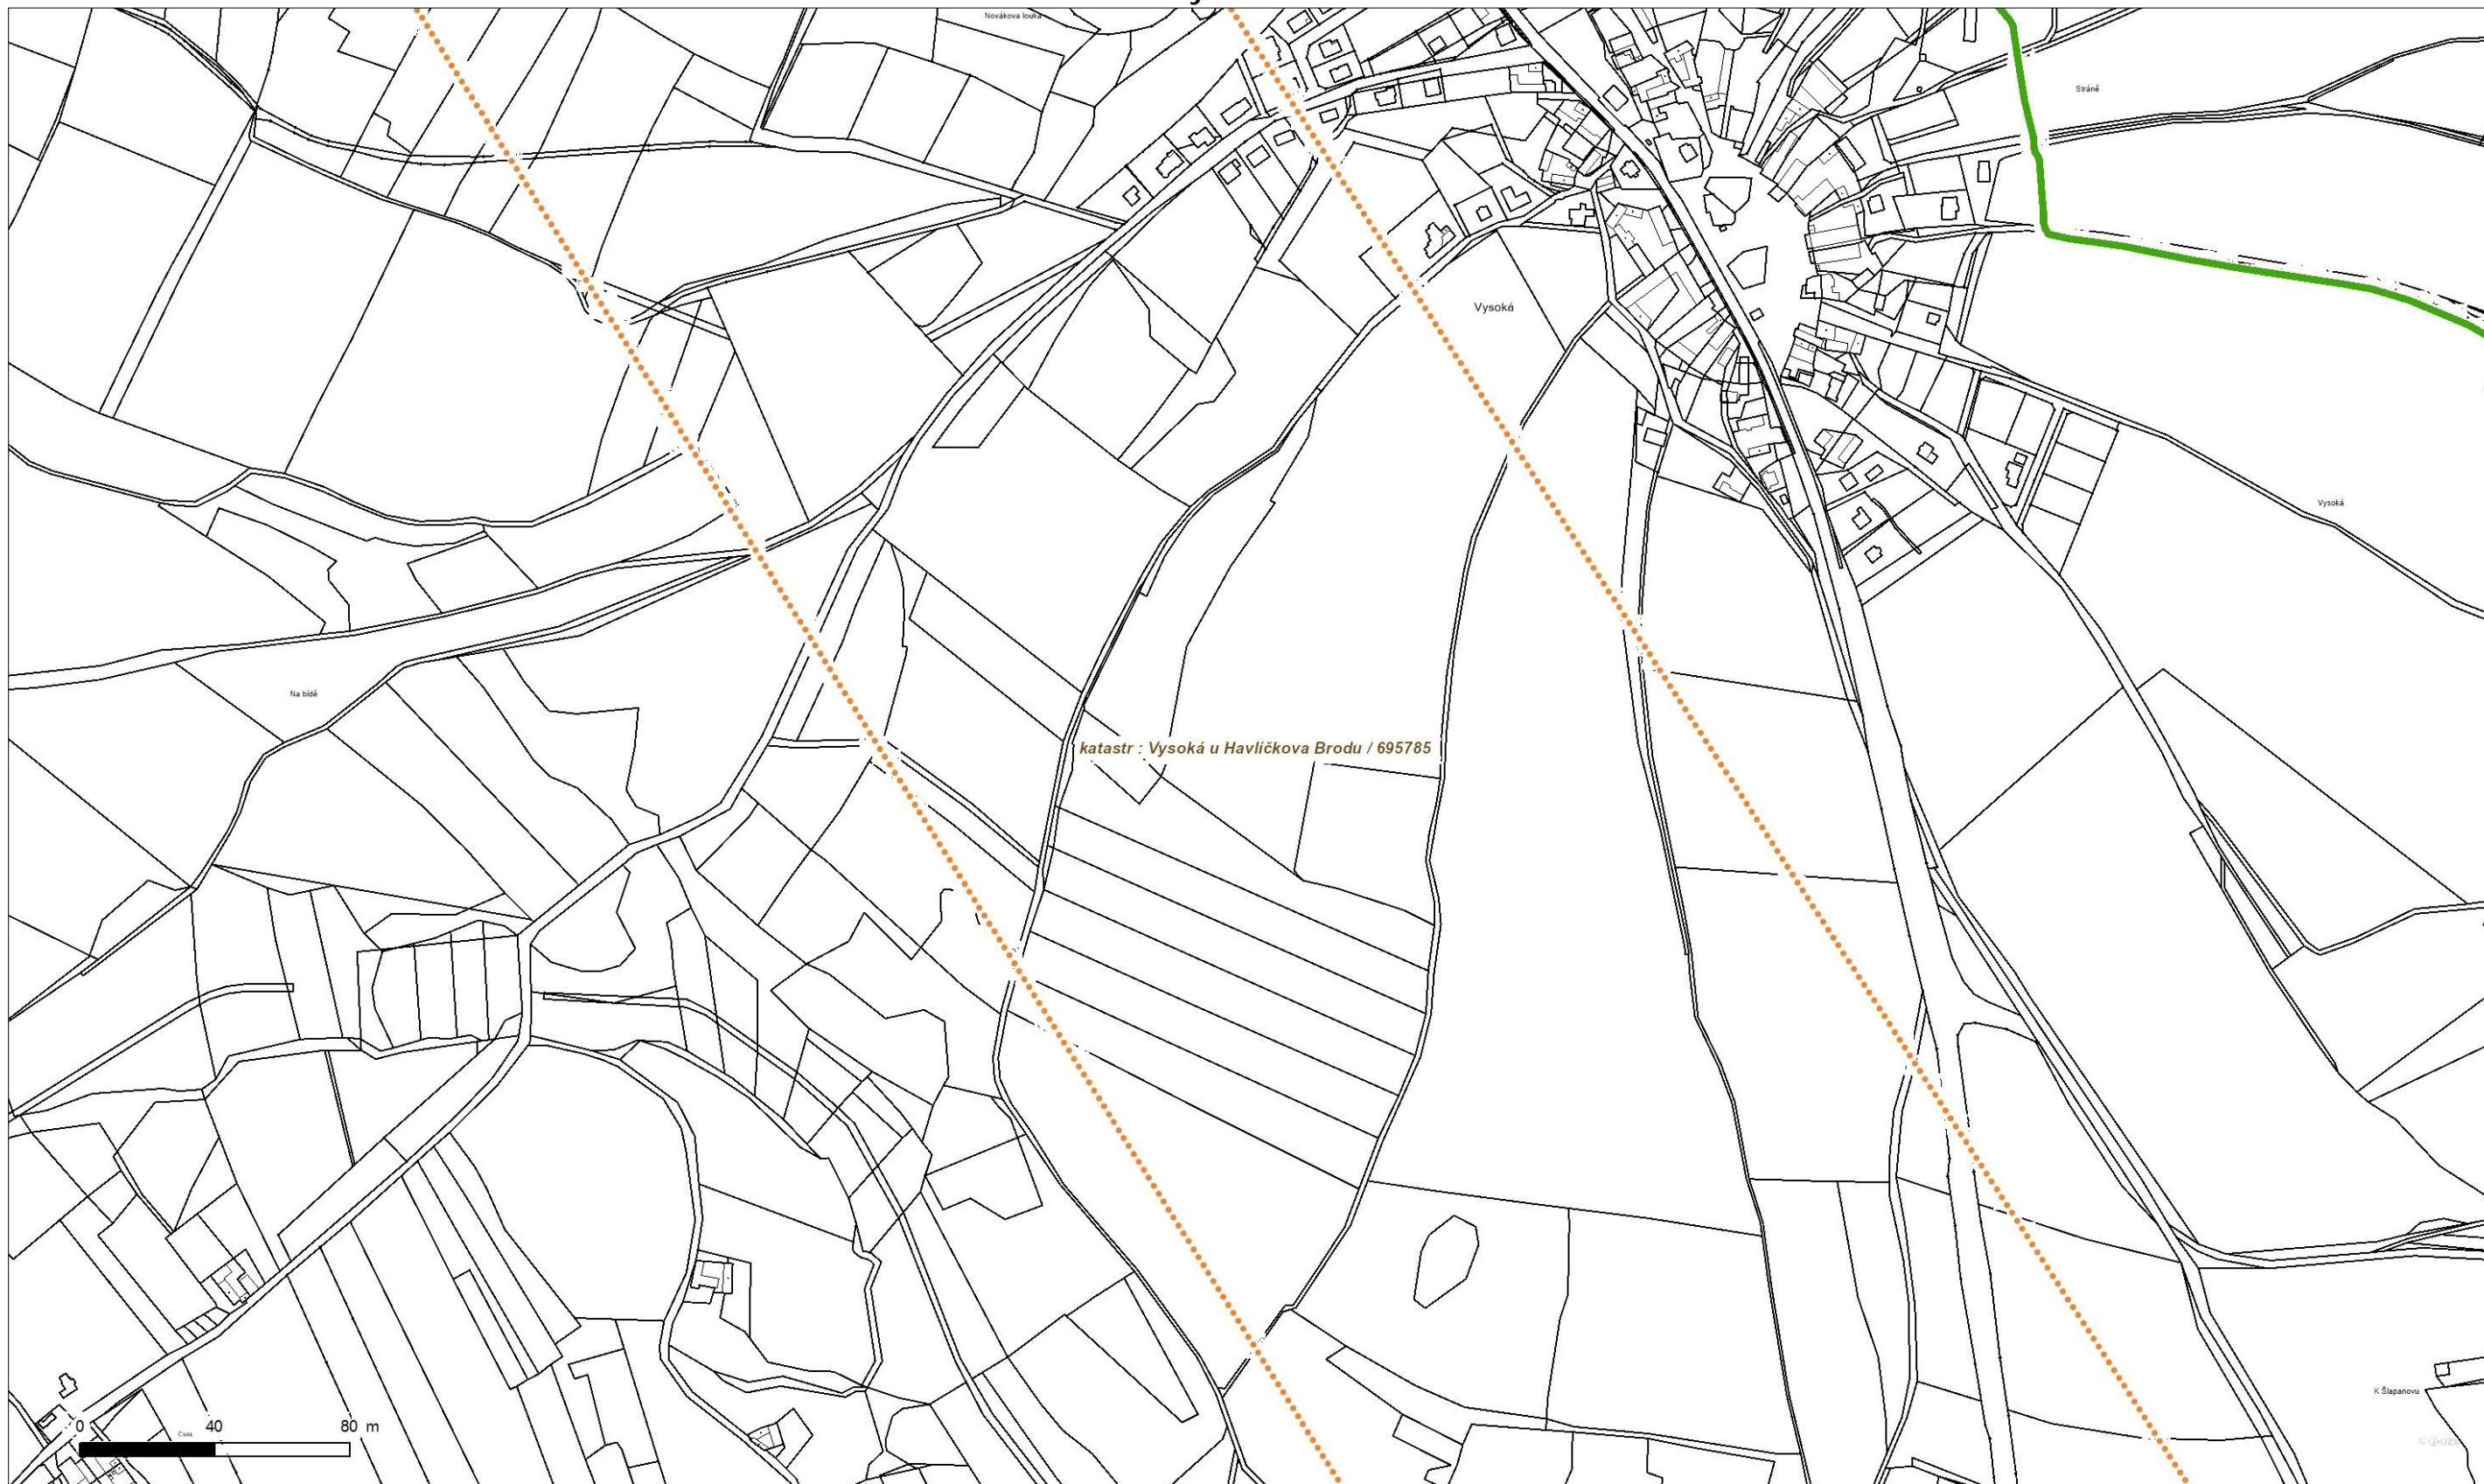 Novákova louka
Stráně
Vysoká
Vysoká
Na bídě
katastr : Vysoká u Havlíčkova Brodu / 695785
K Šlapanovu
0 40 80 m